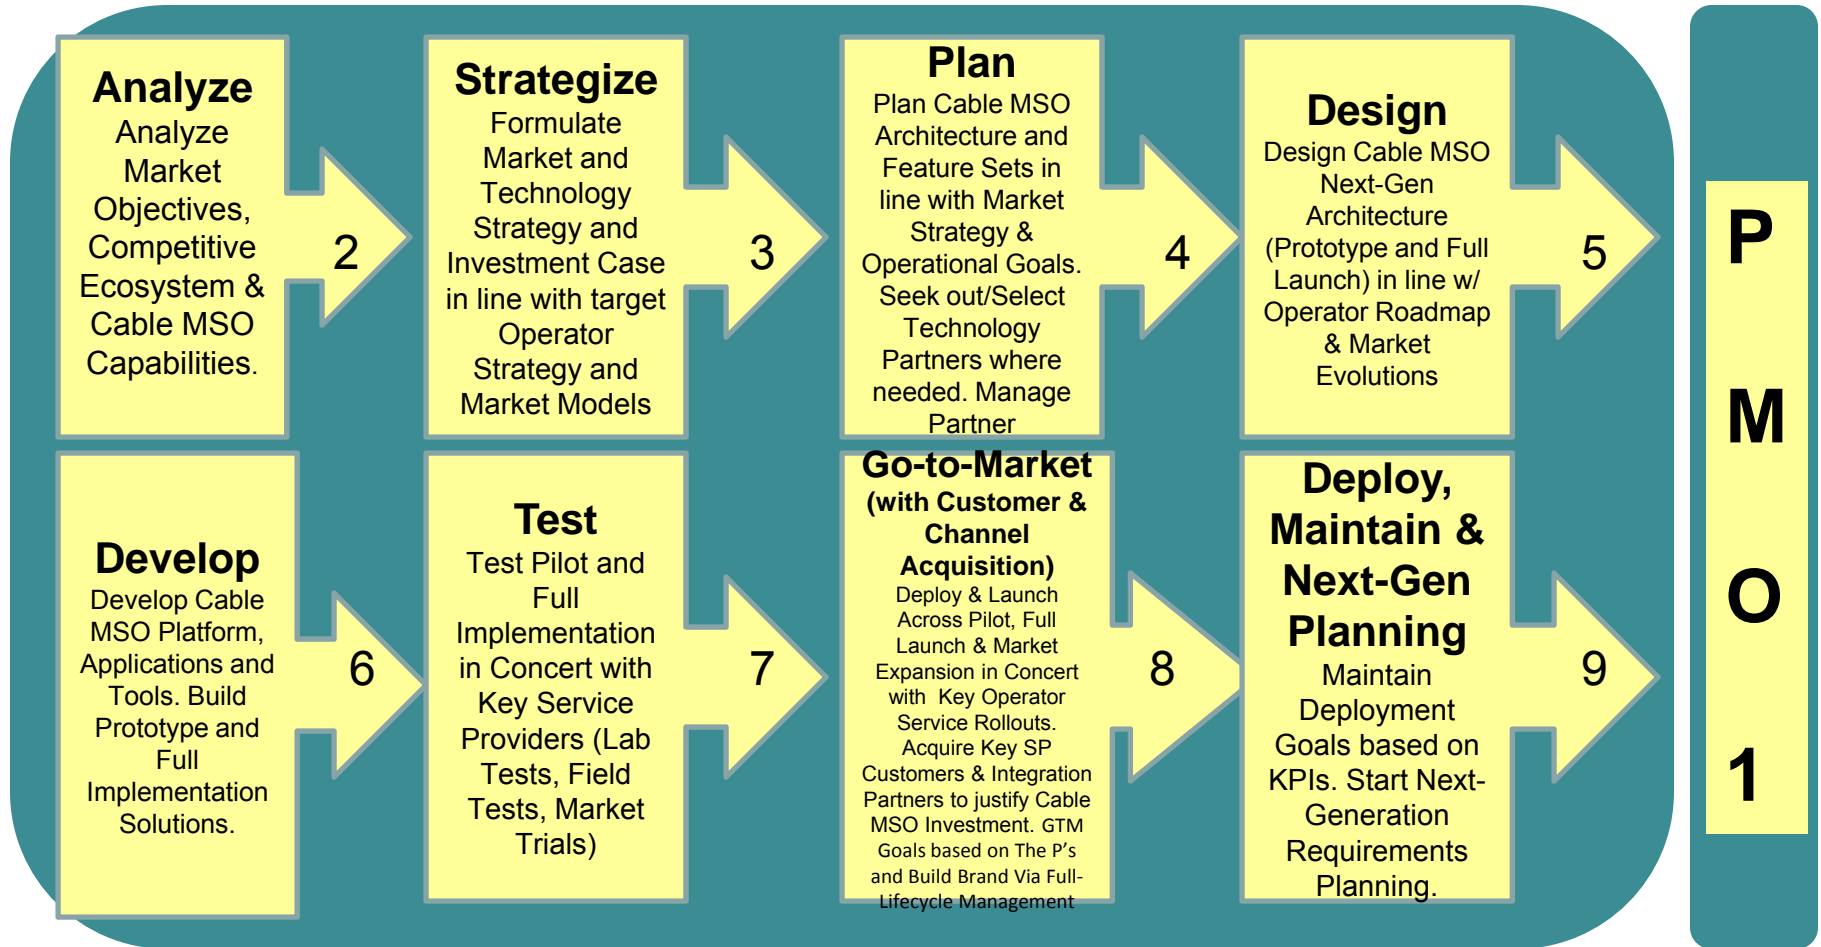 Analyze
Analyze
Market
Objectives,
Competitive
Ecosystem &
Cable MSO
Capabilities.
2
Strategize
Formulate
Market and
Technology
Strategy and
Investment Case
in line with target
Operator
Strategy and
Market Models
3
Plan
Plan Cable MSO
Architecture and
Feature Sets in
line with Market
Strategy &
Operational Goals.
Seek out/Select
Technology
Partners where
needed. Manage
Partner
4
Design
Design Cable MSO
Next-Gen
Architecture
(Prototype and Full
Launch) in line w/
Operator Roadmap
& Market
Evolutions
5
Develop
Develop Cable
MSO Platform,
Applications and
Tools. Build
Prototype and
Full
Implementation
Solutions.
6
Test
Test Pilot and
Full
Implementation
in Concert with
Key Service
Providers (Lab
Tests, Field
Tests, Market
Trials)
7
Go-to-Market
(with Customer &
Channel
Acquisition)
Deploy & Launch
Across Pilot, Full
Launch & Market
Expansion in Concert
with Key Operator
Service Rollouts.
Acquire Key SP
Customers & Integration
Partners to justify Cable
MSO Investment. GTM
Goals based on The P's
and Build Brand Via Full-
Lifecycle Management
8
Deploy,
Maintain &
Next-Gen
Planning
Maintain
Deployment
Goals based on
KPIs. Start Next-
Generation
Requirements
Planning.
9
P
M
O
1